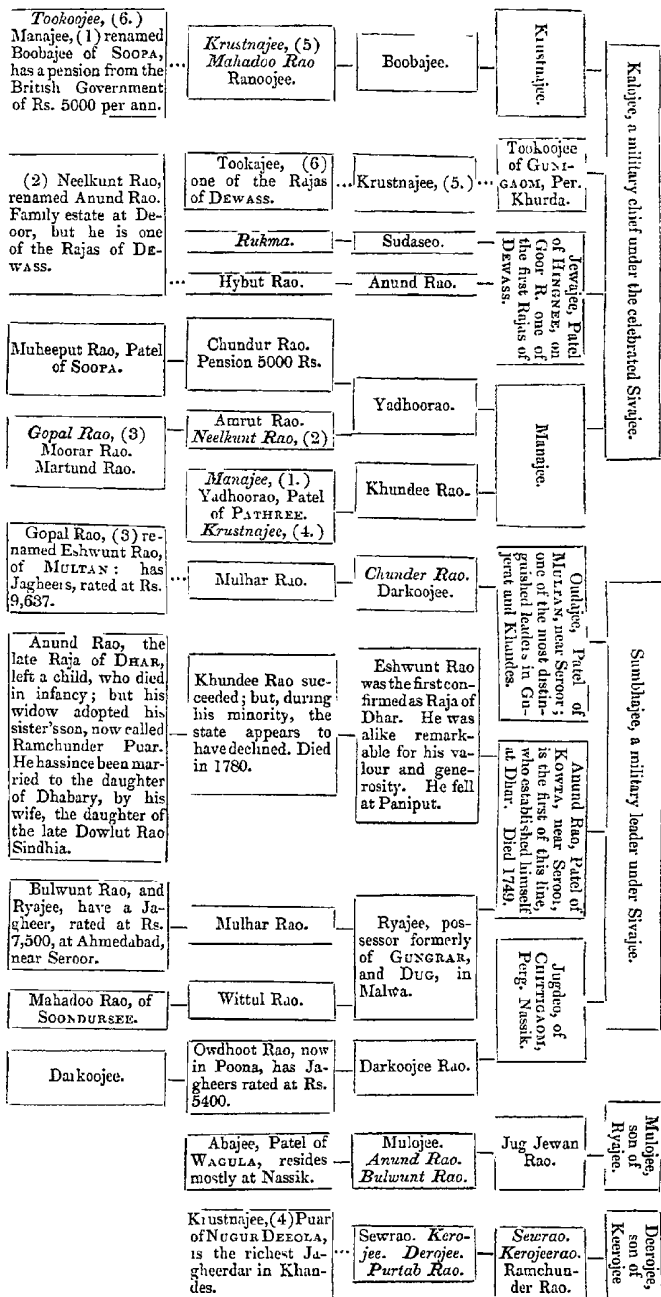 Tookoojee, (6.)
Manajee, (1) renamed
Boobajee of SOOPA,
has a pension from the
British Government
of Rs. 5000 per ann.
Krustnajee, (5)
Mahadoo Rao
Ranoojee.
Boobajee.
Krustnajee.
Kalojee, a military chief under the celebrated Sivajee.
(2) Neelkunt Rao,
renamed Anund Rao.
Family estate at De-
oor, but he is one
of the Rajas of DE-
WASS.
Tookajee, (6)
one of the Rajas
of DEWASS.
Krustnajee, (5.)
Tookoojee
of GUNI-
GAOM, Per.
Khurda.
Rukma.
Sudaseo.
Hybut Rao.
Anund Rao.
Jewajee, Patel
of HINGNEE, on
Goor R. one of
the first Rajas of
DEWASS.
Muheeput Rao, Patel
of SOOPA.
Chundur Rao.
Pension 5000 Rs.
Yadhoorao.
Manajee.
Gopal Rao, (3)
Moorar Rao.
Martund Rao.
Amrut Rao.
Neelkunt Rao, (2)
Manajee, (1.)
Yadhoorao, Patel
of PATHREE.
Krustnajee, (4.)
Khundee Rao.
Gopal Rao, (3) re-
named Eshwunt Rao,
of MULTAN: has
Jagheers, rated at Rs.
9,637.
Mulhar Rao.
Chunder Rao.
Darkoojee.
Oudajee, Patel of
MULTAN, near Seroor;
one of the most distin-
guished leaders in Gu-
jerat and Khandes.
Sumbhajee, a military leader under Sivajee.
Anund Rao, the
late Raja of DHAR,
left a child, who died
in infancy; but his
widow adopted his
sister'sson, now called
Ramchunder Puar.
He hassince been mar-
ried to the daughter
of Dhabary, by his
wife, the daughter of
the late Dowlut Rao
Sindhia.
Khundee Rao suc-
ceeded; but, during
his minority, the
state appears to
have declined. Died
in 1780.
Eshwunt Rao
was the first con-
firmed as Raja of
Dhar. He was
alike remark-
able for his va-
lour and gene-
rosity. He fell
at Paniput.
Anund Rao, Patel of
KOWTA, near Seroor,
is the first of this line,
who established himself
at Dhar. Died 1749.
Bulwunt Rao, and
Ryajee, have a Ja-
gheer, rated at Rs.
7,500, at Ahmedabad,
near Seroor.
Mulhar Rao.
Ryajee, pos-
sessor formerly
of GUNGRAR,
and DUG, in
Malwa.
Jugdeo, of
CHITTIGAOM,
Perg. Nassik.
Mahadoo Rao, of
SOONDURSEE.
Wittul Rao.
Darkoojee.
Owdhoot Rao, now
in Poona, has Ja-
gheers rated at Rs.
5400.
Darkoojee Rao.
Abajee, Patel of
WAGULA, resides
mostly at Nassik.
Mulojee.
Anund Rao.
Bulwunt Rao.
Jug Jewan
Rao.
Mulojee,
son of
Ryajee.
Krustnajee, (4) Puar
of NUGUR DEEOLA,
is the richest Ja-
gheerdar in Khan-
des.
Sewrao. Kero-
jee. Derojee.
Purtab Rao.
Sewrao.
Kerojeerao.
Ramchun-
der Rao.
Deerojee,
son of
Keerojee